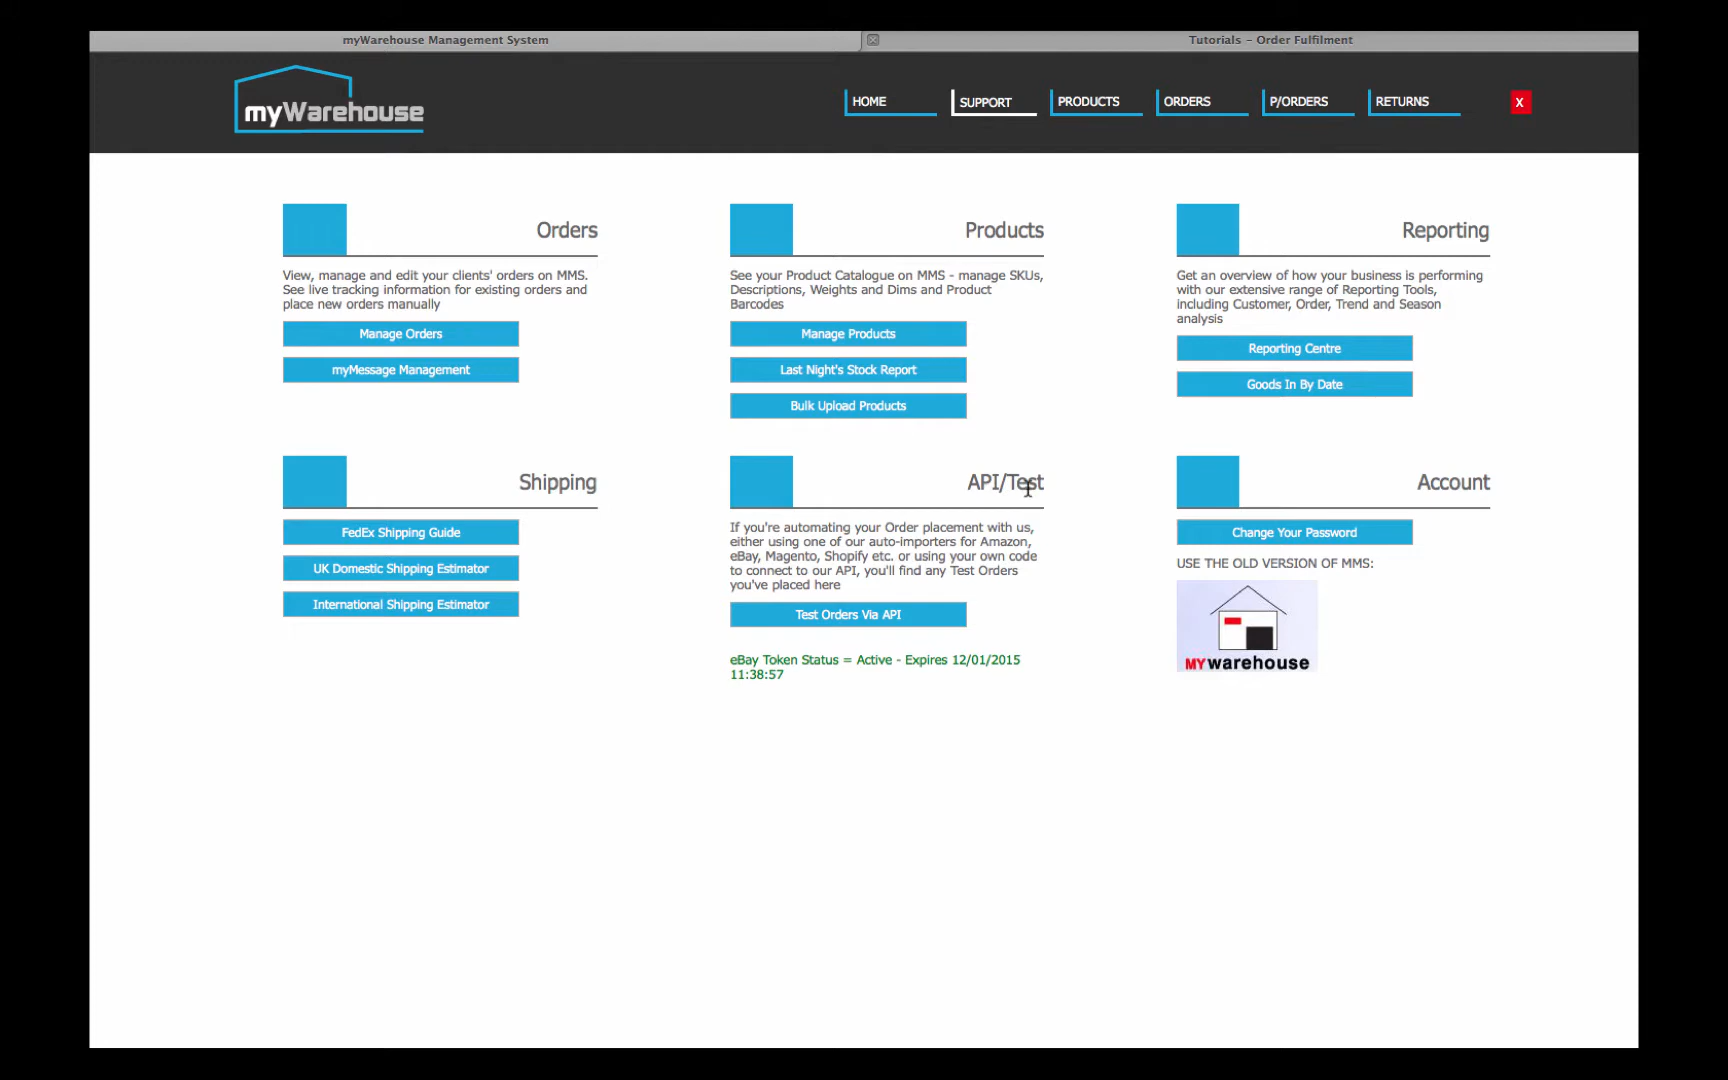 myWarehouse Management System
Tutorials – Order Fulfilment
myWarehouse
HOME
SUPPORT
PRODUCTS
ORDERS
P/ORDERS
RETURNS
X
Orders
View, manage and edit your clients' orders on MMS.
See live tracking information for existing orders and
place new orders manually
Manage Orders
myMessage Management
Products
See your Product Catalogue on MMS - manage SKUs,
Descriptions, Weights and Dims and Product
Barcodes
Manage Products
Last Night's Stock Report
Bulk Upload Products
Reporting
Get an overview of how your business is performing
with our extensive range of Reporting Tools,
including Customer, Order, Trend and Season
analysis
Reporting Centre
Goods In By Date
Shipping
FedEx Shipping Guide
UK Domestic Shipping Estimator
International Shipping Estimator
API/Test
If you're automating your Order placement with us,
either using one of our auto-importers for Amazon,
eBay, Magento, Shopify etc. or using your own code
to connect to our API, you'll find any Test Orders
you've placed here
Test Orders Via API
eBay Token Status = Active - Expires 12/01/2015
11:38:57
Account
Change Your Password
USE THE OLD VERSION OF MMS:
MYwarehouse